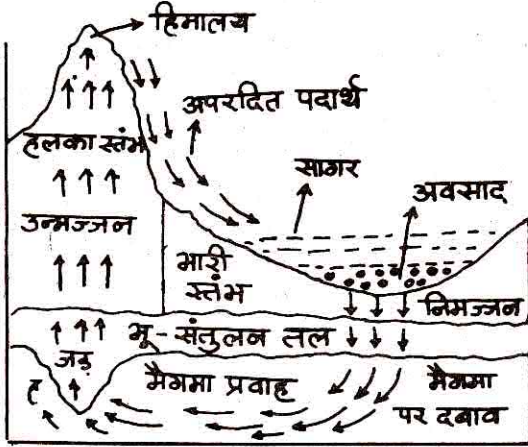 हिमालय
अपरदित पदार्थ
हलका स्तंभ
सागर
अवसाद
उन्मज्जन
भारी
स्तंभ
निमज्जन
भू-संतुलन तल
जड़
मैगमा प्रवाह
मैगमा
पर दबाव